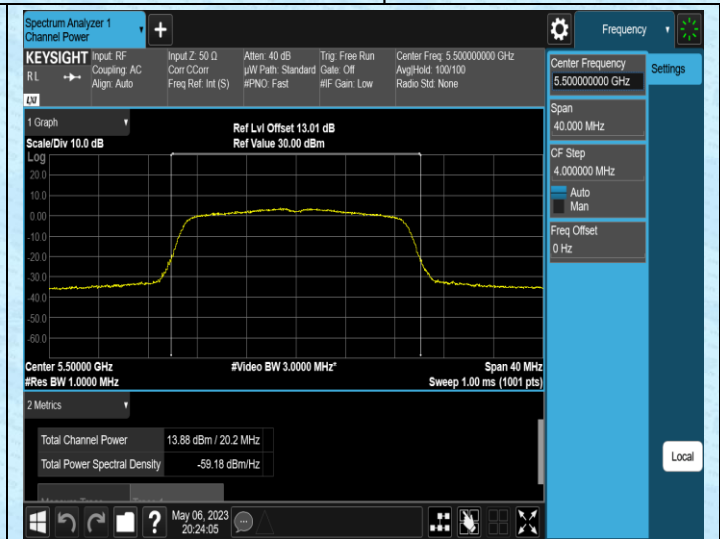 Spectrum Analyzer 1
Channel Power
+
Frequency
KEYSIGHT
RL
LXI
Input: RF
Coupling: AC
Align: Auto
Input Z: 50 Ω
Corr CCorr
Freq Ref: Int (S)
Atten: 40 dB
µW Path: Standard
#PNO: Fast
Trig: Free Run
Gate: Off
#IF Gain: Low
Center Freq: 5.500000000 GHz
Avg|Hold: 100/100
Radio Std: None
Center Frequency
5.500000000 GHz
Settings
Span
40.000 MHz
CF Step
4.000000 MHz
Auto
Man
Freq Offset
0 Hz
1 Graph
Scale/Div 10.0 dB
Ref Lvl Offset 13.01 dB
Ref Value 30.00 dBm
Log
20.0
10.0
0.00
-10.0
-20.0
-30.0
-40.0
-50.0
-60.0
Center 5.50000 GHz
#Res BW 1.0000 MHz
#Video BW 3.0000 MHz*
Span 40 MHz
Sweep 1.00 ms (1001 pts)
2 Metrics
Total Channel Power 13.88 dBm / 20.2 MHz
Total Power Spectral Density -59.18 dBm/Hz
Local
?
May 06, 2023
20:24:05